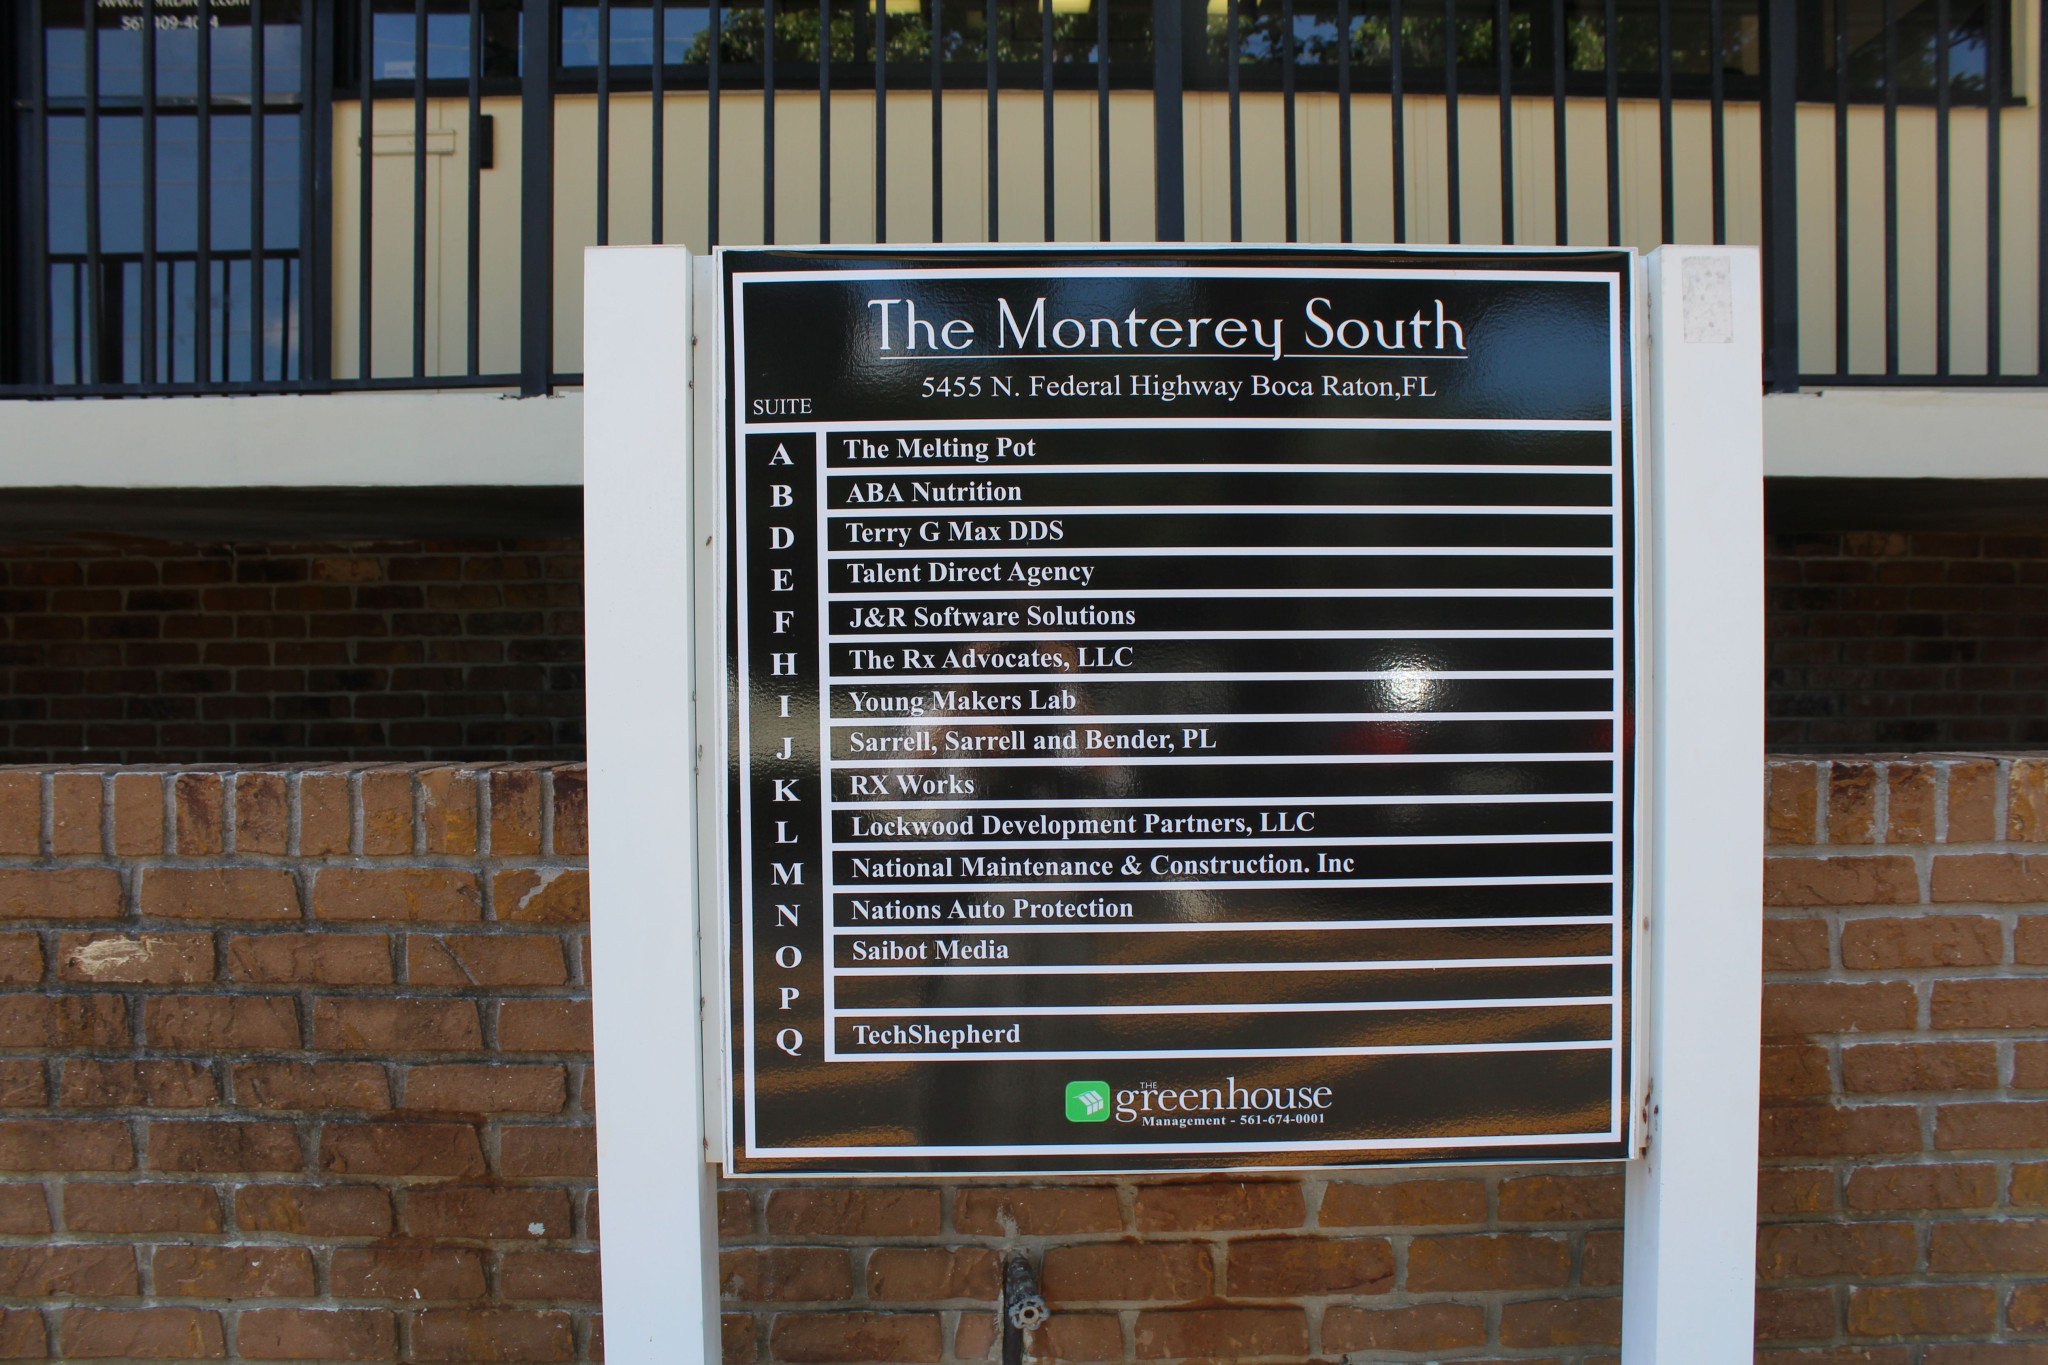 The Monterey South
5455 N. Federal Highway Boca Raton,FL
SUITE
A The Melting Pot
B ABA Nutrition
D Terry G Max DDS
E Talent Direct Agency
F J&R Software Solutions
H The Rx Advocates, LLC
I Young Makers Lab
J Sarrell, Sarrell and Bender, PL
K RX Works
L Lockwood Development Partners, LLC
M National Maintenance & Construction. Inc
N Nations Auto Protection
O Saibot Media
P
Q TechShepherd
THE greenhouse
Management - 561-674-0001